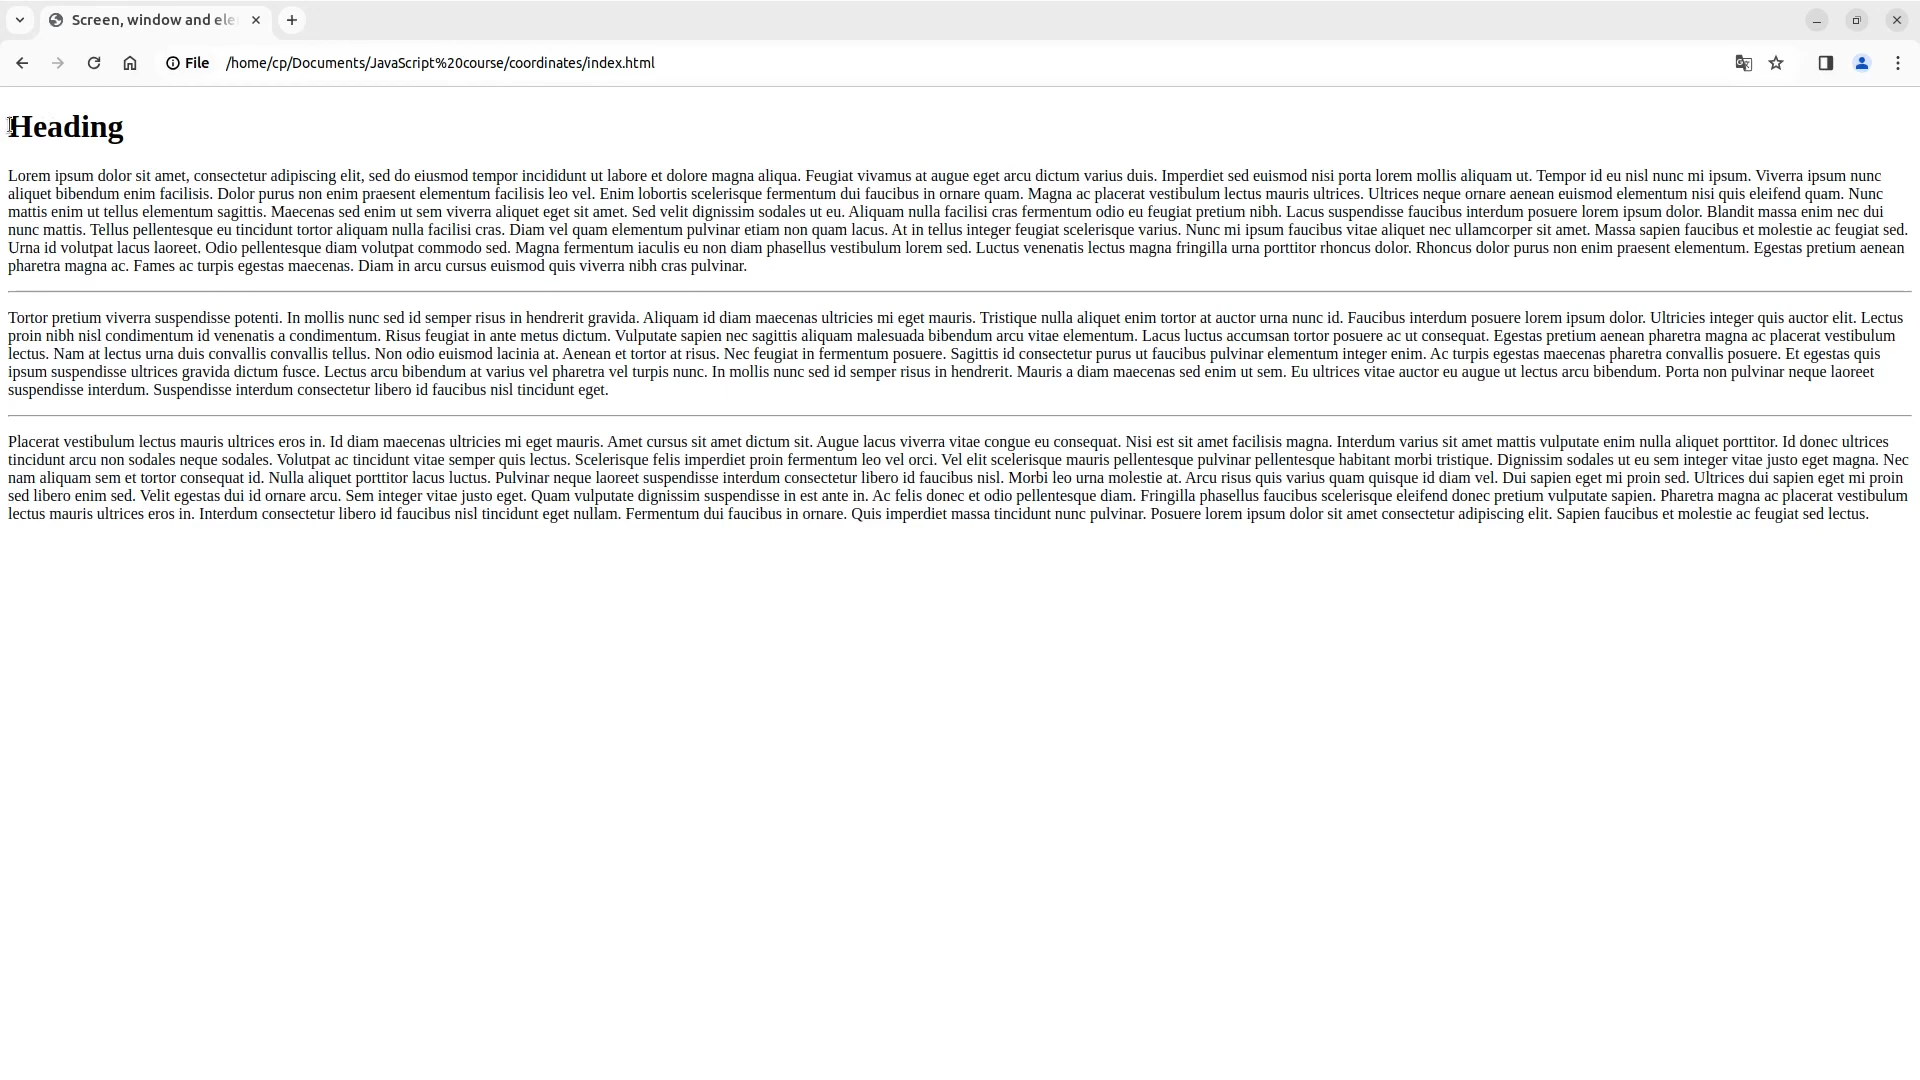 Screen, window and ele
File /home/cp/Documents/JavaScript%20course/coordinates/index.html
Heading
Lorem ipsum dolor sit amet, consectetur adipiscing elit, sed do eiusmod tempor incididunt ut labore et dolore magna aliqua. Feugiat vivamus at augue eget arcu dictum varius duis. Imperdiet sed euismod nisi porta lorem mollis aliquam ut. Tempor id eu nisl nunc mi ipsum. Viverra ipsum nunc
aliquet bibendum enim facilisis. Dolor purus non enim praesent elementum facilisis leo vel. Enim lobortis scelerisque fermentum dui faucibus in ornare quam. Magna ac placerat vestibulum lectus mauris ultrices. Ultrices neque ornare aenean euismod elementum nisi quis eleifend quam. Nunc
mattis enim ut tellus elementum sagittis. Maecenas sed enim ut sem viverra aliquet eget sit amet. Sed velit dignissim sodales ut eu. Aliquam nulla facilisi cras fermentum odio eu feugiat pretium nibh. Lacus suspendisse faucibus interdum posuere lorem ipsum dolor. Blandit massa enim nec dui
nunc mattis. Tellus pellentesque eu tincidunt tortor aliquam nulla facilisi cras. Diam vel quam elementum pulvinar etiam non quam lacus. At in tellus integer feugiat scelerisque varius. Nunc mi ipsum faucibus vitae aliquet nec ullamcorper sit amet. Massa sapien faucibus et molestie ac feugiat sed.
Urna id volutpat lacus laoreet. Odio pellentesque diam volutpat commodo sed. Magna fermentum iaculis eu non diam phasellus vestibulum lorem sed. Luctus venenatis lectus magna fringilla urna porttitor rhoncus dolor. Rhoncus dolor purus non enim praesent elementum. Egestas pretium aenean
pharetra magna ac. Fames ac turpis egestas maecenas. Diam in arcu cursus euismod quis viverra nibh cras pulvinar.
Tortor pretium viverra suspendisse potenti. In mollis nunc sed id semper risus in hendrerit gravida. Aliquam id diam maecenas ultricies mi eget mauris. Tristique nulla aliquet enim tortor at auctor urna nunc id. Faucibus interdum posuere lorem ipsum dolor. Ultricies integer quis auctor elit. Lectus
proin nibh nisl condimentum id venenatis a condimentum. Risus feugiat in ante metus dictum. Vulputate sapien nec sagittis aliquam malesuada bibendum arcu vitae elementum. Lacus luctus accumsan tortor posuere ac ut consequat. Egestas pretium aenean pharetra magna ac placerat vestibulum
lectus. Nam at lectus urna duis convallis convallis tellus. Non odio euismod lacinia at. Aenean et tortor at risus. Nec feugiat in fermentum posuere. Sagittis id consectetur purus ut faucibus pulvinar elementum integer enim. Ac turpis egestas maecenas pharetra convallis posuere. Et egestas quis
ipsum suspendisse ultrices gravida dictum fusce. Lectus arcu bibendum at varius vel pharetra vel turpis nunc. In mollis nunc sed id semper risus in hendrerit. Mauris a diam maecenas sed enim ut sem. Eu ultrices vitae auctor eu augue ut lectus arcu bibendum. Porta non pulvinar neque laoreet
suspendisse interdum. Suspendisse interdum consectetur libero id faucibus nisl tincidunt eget.
Placerat vestibulum lectus mauris ultrices eros in. Id diam maecenas ultricies mi eget mauris. Amet cursus sit amet dictum sit. Augue lacus viverra vitae congue eu consequat. Nisi est sit amet facilisis magna. Interdum varius sit amet mattis vulputate enim nulla aliquet porttitor. Id donec ultrices
tincidunt arcu non sodales neque sodales. Volutpat ac tincidunt vitae semper quis lectus. Scelerisque felis imperdiet proin fermentum leo vel orci. Vel elit scelerisque mauris pellentesque pulvinar pellentesque habitant morbi tristique. Dignissim sodales ut eu sem integer vitae justo eget magna. Nec
nam aliquam sem et tortor consequat id. Nulla aliquet porttitor lacus luctus. Pulvinar neque laoreet suspendisse interdum consectetur libero id faucibus nisl. Morbi leo urna molestie at. Arcu risus quis varius quam quisque id diam vel. Dui sapien eget mi proin sed. Ultrices dui sapien eget mi proin
sed libero enim sed. Velit egestas dui id ornare arcu. Sem integer vitae justo eget. Quam vulputate dignissim suspendisse in est ante in. Ac felis donec et odio pellentesque diam. Fringilla phasellus faucibus scelerisque eleifend donec pretium vulputate sapien. Pharetra magna ac placerat vestibulum
lectus mauris ultrices eros in. Interdum consectetur libero id faucibus nisl tincidunt eget nullam. Fermentum dui faucibus in ornare. Quis imperdiet massa tincidunt nunc pulvinar. Posuere lorem ipsum dolor sit amet consectetur adipiscing elit. Sapien faucibus et molestie ac feugiat sed lectus.